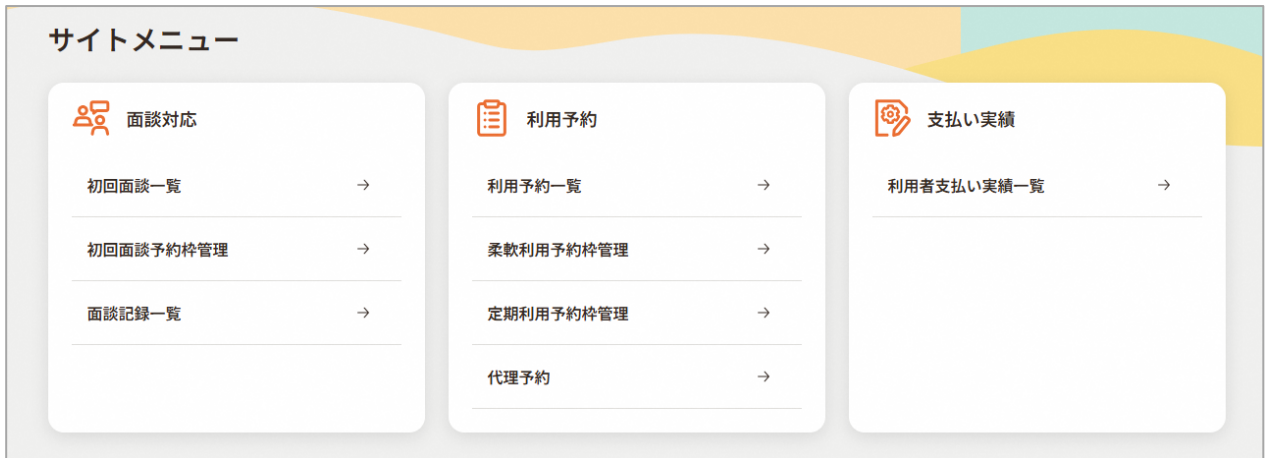 サイトメニュー
面談対応
初回面談一覧
初回面談予約枠管理
面談記録一覧
利用予約
利用予約一覧
柔軟利用予約枠管理
定期利用予約枠管理
代理予約
支払い実績
利用者支払い実績一覧